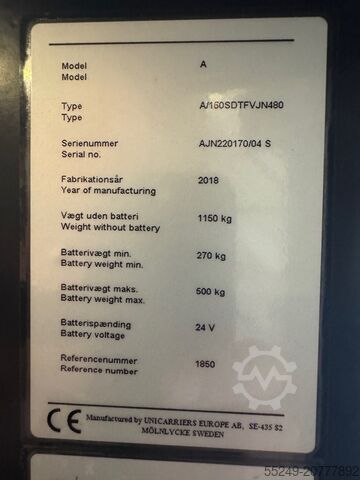 Model A
Model
Type A/160SDTFVJN480
Type
Serienummer AJN220170/04 S
Serial no.
Fabrikationsår 2018
Year of manufacturing
Vægt uden batteri 1150 kg
Weight without battery
Batterivægt min. 270 kg
Battery weight min.
Batterivægt maks. 500 kg
Battery weight max.
Batterispænding 24 V
Battery voltage
Referencenummer 1850
Reference number
CE Manufactured by UNICARRIERS EUROPE AB, SE-435 82
MÖLNLYCKE SWEDEN
55249-20777892